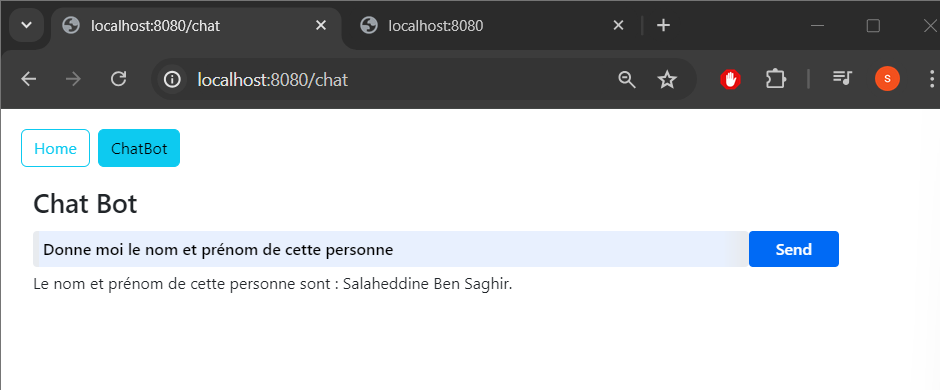 localhost:8080/chat
localhost:8080
localhost:8080/chat
S
Home
ChatBot
Chat Bot
Donne moi le nom et prénom de cette personne
Send
Le nom et prénom de cette personne sont : Salaheddine Ben Saghir.